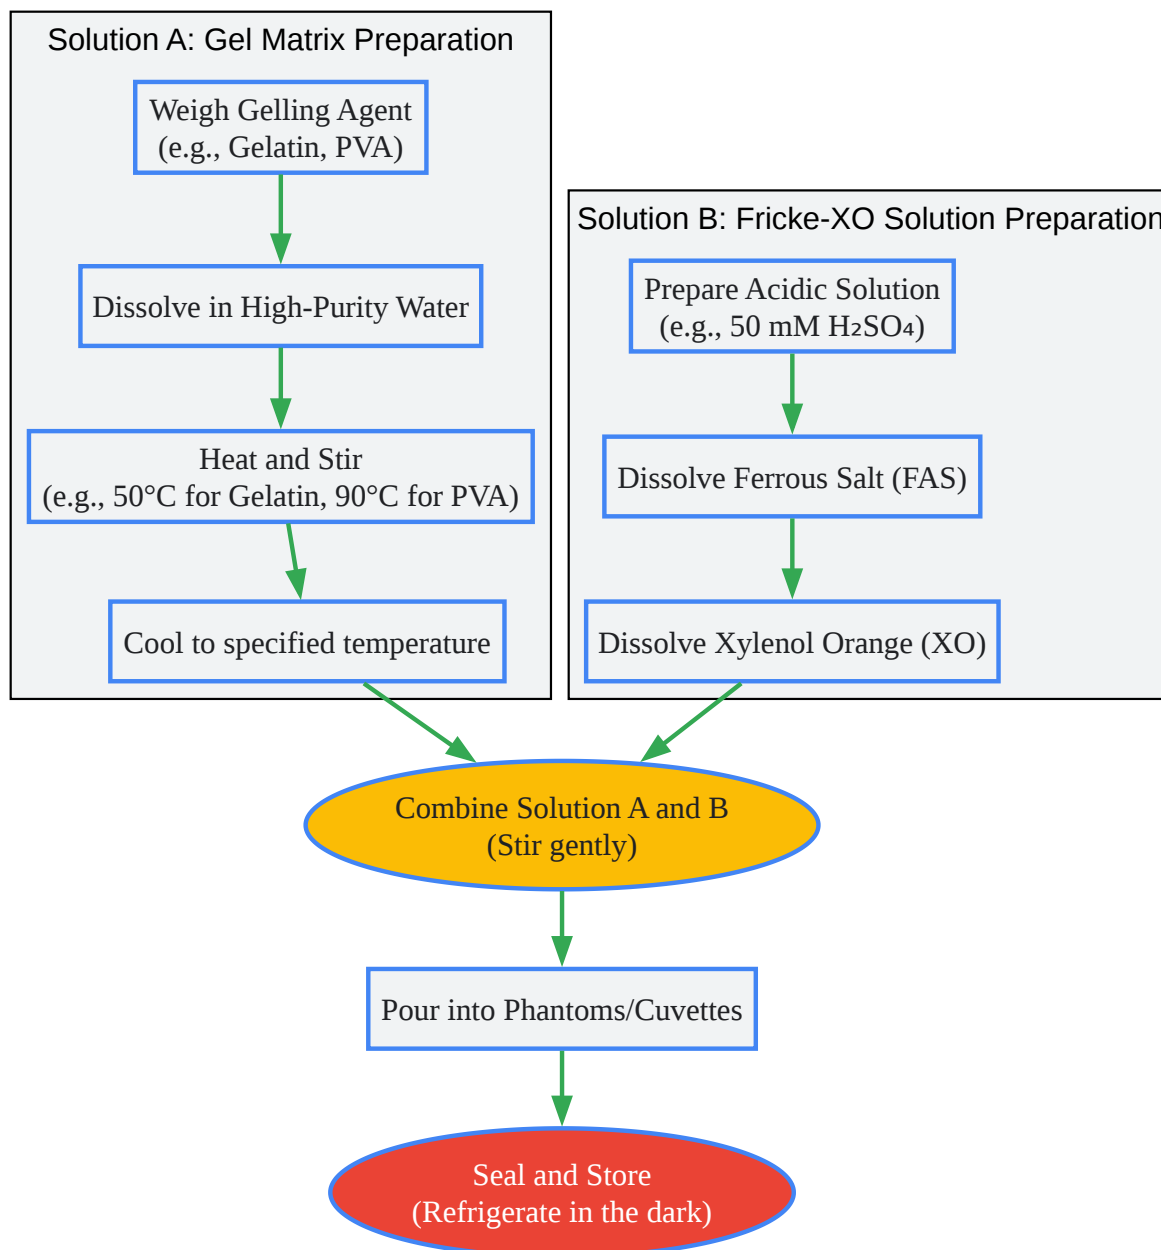 Solution A: Gel Matrix Preparation
Weigh Gelling Agent
(e.g., Gelatin, PVA)
Dissolve in High-Purity Water
Heat and Stir
(e.g., 50°C for Gelatin, 90°C for PVA)
Cool to specified temperature
Solution B: Fricke-XO Solution Preparation
Prepare Acidic Solution
(e.g., 50 mM H₂SO₄)
Dissolve Ferrous Salt (FAS)
Dissolve Xylenol Orange (XO)
Combine Solution A and B
(Stir gently)
Pour into Phantoms/Cuvettes
Seal and Store
(Refrigerate in the dark)